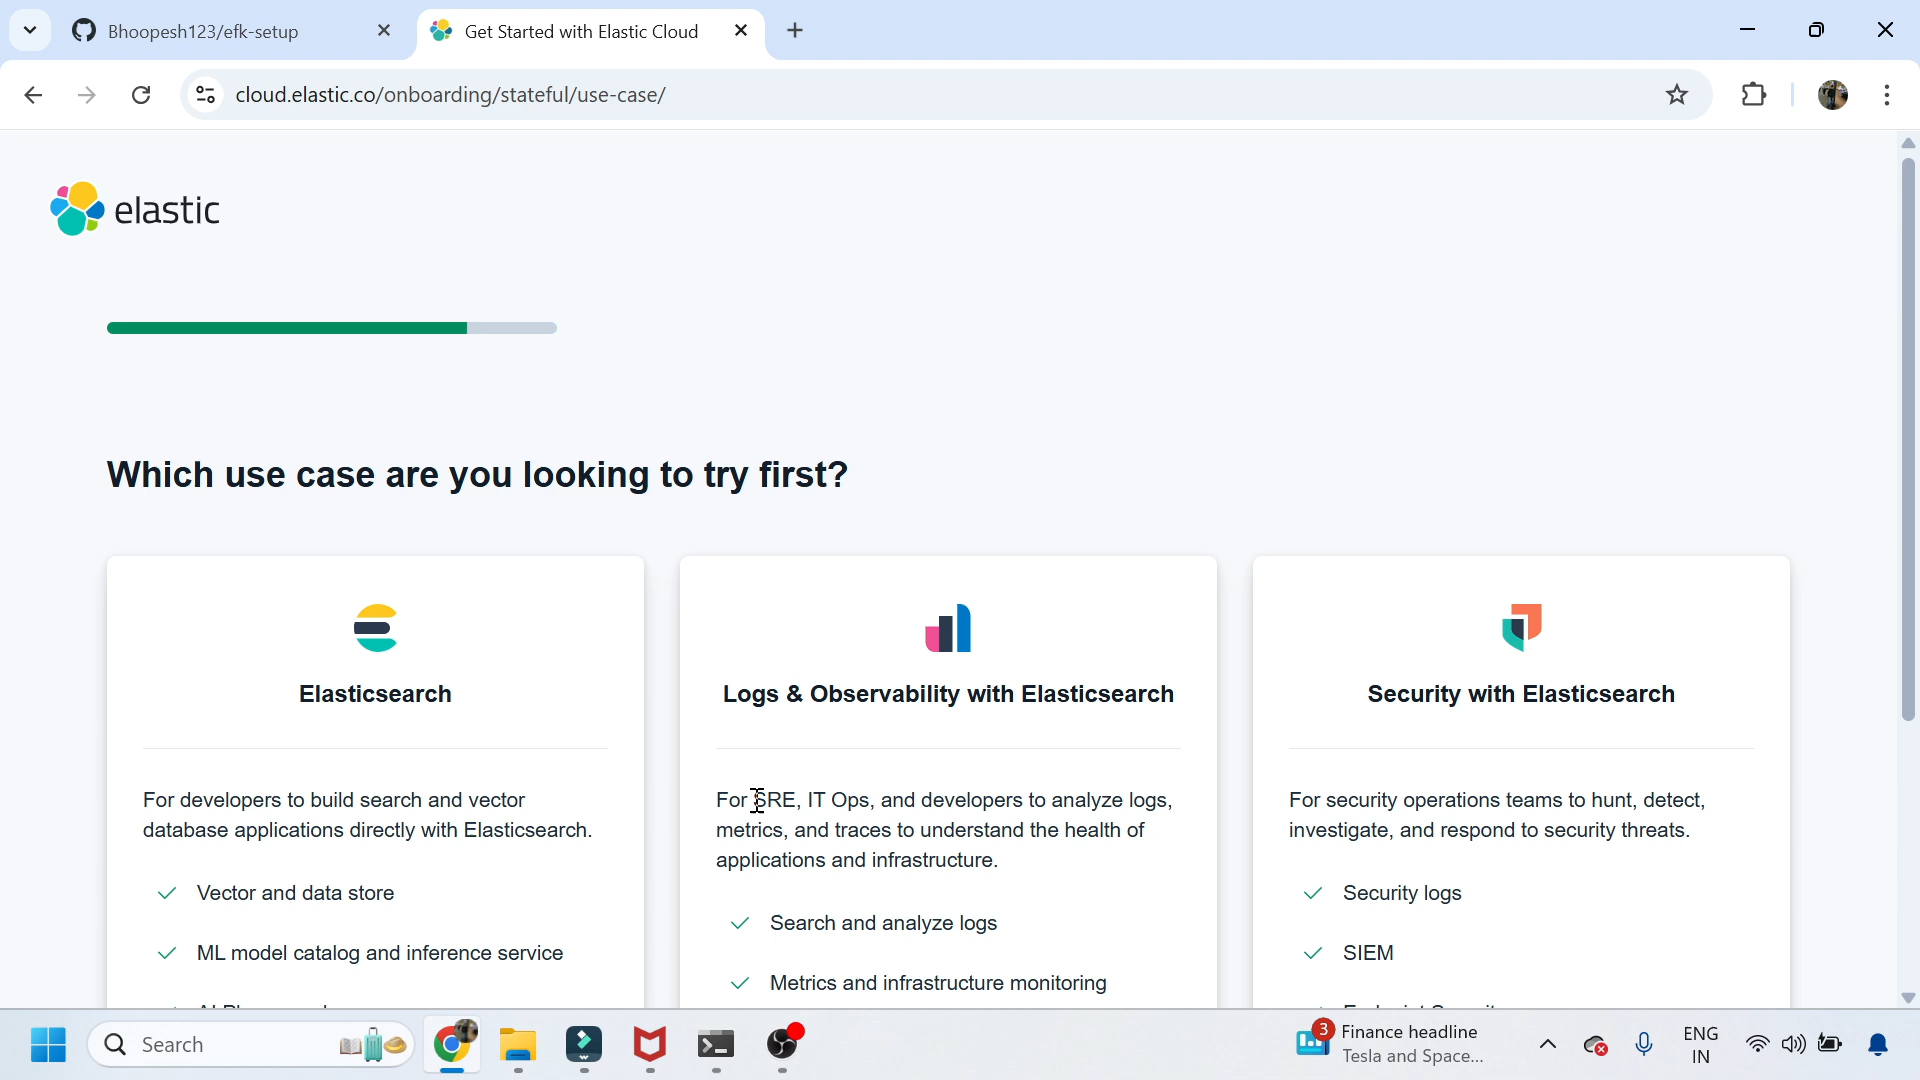 Bhoopesh123/efk-setup
Get Started with Elastic Cloud
cloud.elastic.co/onboarding/stateful/use-case/
elastic
Which use case are you looking to try first?
Elasticsearch
For developers to build search and vector
database applications directly with Elasticsearch.
Vector and data store
ML model catalog and inference service
Logs & Observability with Elasticsearch
For SRE, IT Ops, and developers to analyze logs,
metrics, and traces to understand the health of
applications and infrastructure.
Search and analyze logs
Metrics and infrastructure monitoring
Security with Elasticsearch
For security operations teams to hunt, detect,
investigate, and respond to security threats.
Security logs
SIEM
Search
3
Finance headline
Tesla and Space...
ENG
IN